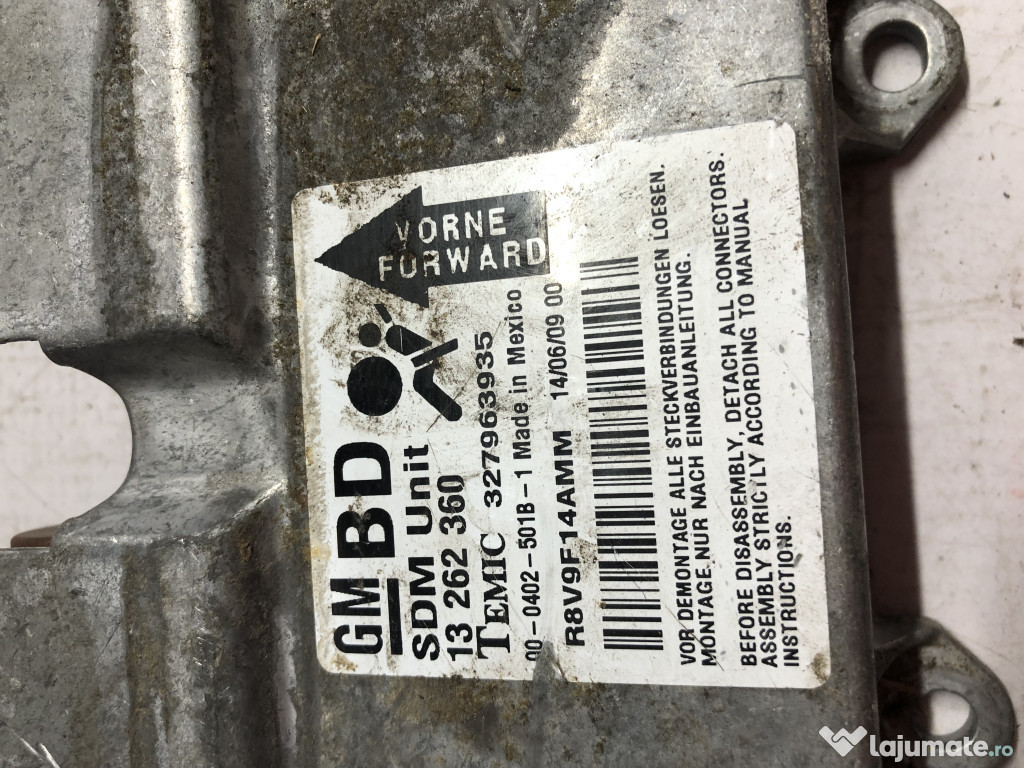 VORNE
FORWARD
GM BD
SDM Unit
13 262 360
TEMIC 327963935
00-0402-501B-1 Made in Mexico
R8V9F14AMM 14/06/09 00
VOR DEMONTAGE ALLE STECKVERBINDUNGEN LOESEN.
MONTAGE NUR NACH EINBAUANLEITUNG.
BEFORE DISASSEMBLY, DETACH ALL CONNECTORS.
ASSEMBLY STRICTLY ACCORDING TO MANUAL
INSTRUCTIONS.
lajumate.ro